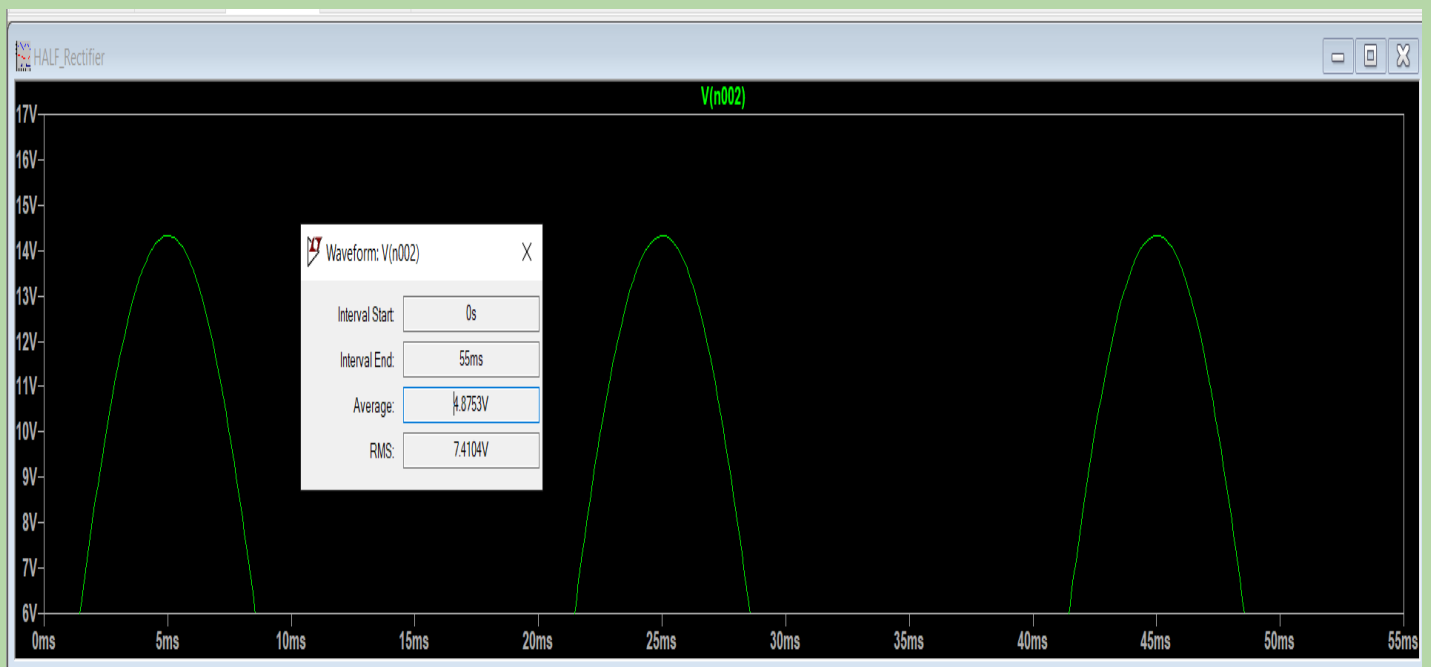 HALF_Rectifier
V(n002)
17V
16V
15V
14V
13V
12V
11V
10V
9V
8V
7V
6V
Waveform: V(n002)
Interval Start: 0s
Interval End: 55ms
Average: 4.8753V
RMS: 7.4104V
0ms 5ms 10ms 15ms 20ms 25ms 30ms 35ms 40ms 45ms 50ms 55ms